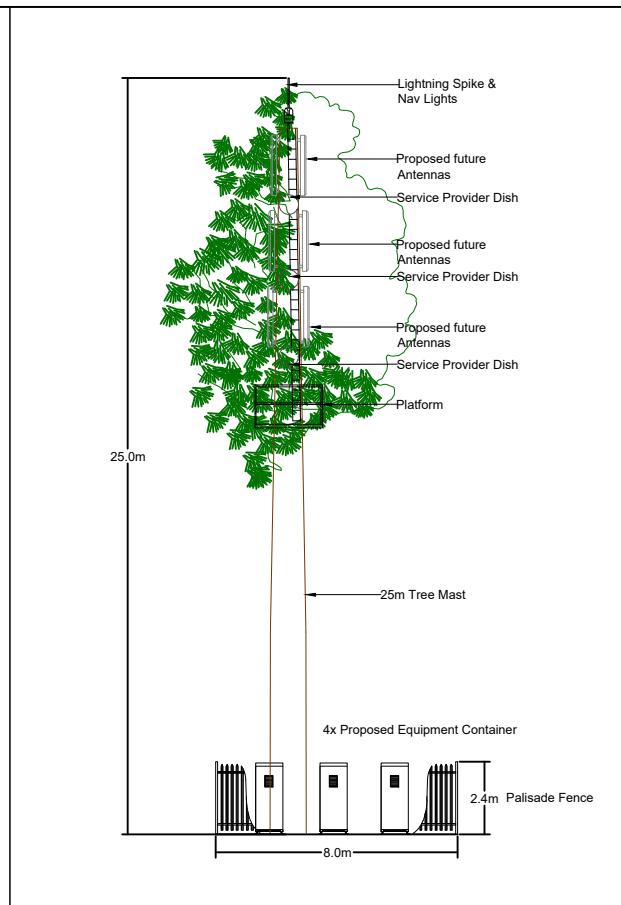 Lightning Spike &
Nav Lights
Proposed future
Antennas
Service Provider Dish
Proposed future
Antennas
Service Provider Dish
Proposed future
Antennas
Service Provider Dish
Platform
25.0m
25m Tree Mast
4x Proposed Equipment Container
2.4m Palisade Fence
8.0m